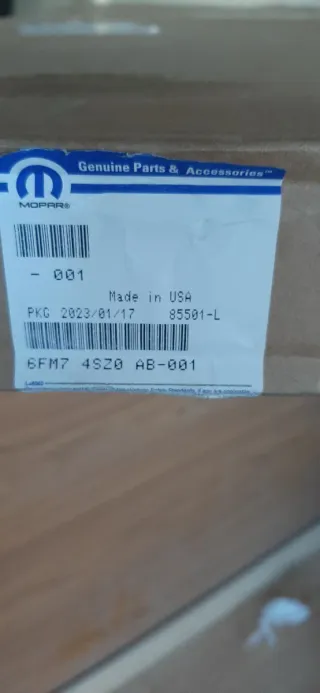 Genuine Parts & Accessories™
MOPAR®
- 001
Made in USA
PKG 2023/01/17 85501-L
6FM7 4SZ0 AB-001